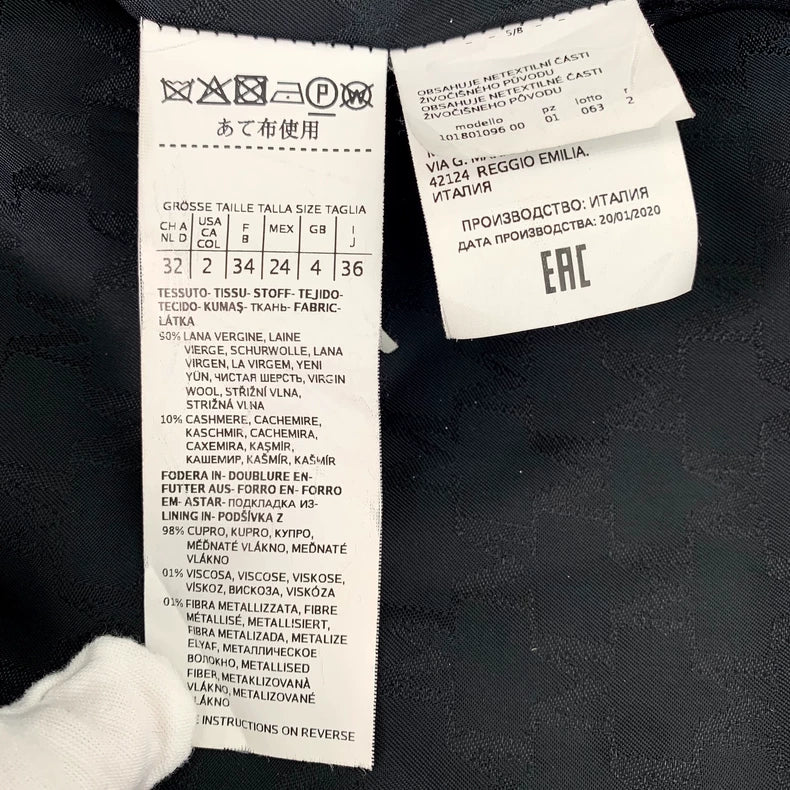 あて布使用
GRÖSSE TAILLE TALLA SIZE TAGLIA
CH A NL D
USA CA COL
F B
MEX
GB
I J
32 2 34 24 4 36
TESSUTO- TISSU- STOFF- TEJIDO-
TECIDO- KUMAŞ- ТКАНЬ- FABRIC-
LÁTKA
90% LANA VERGINE, LAINE
VIERGE, SCHURWOLLE, LANA
VIRGEN, LA VIRGEM, YENI
YÜN, ЧИСТАЯ ШЕРСТЬ, VIRGIN
WOOL, STŘIŽNÍ VLNA,
STRIŽNÁ VLNA
10% CASHMERE, CACHEMIRE,
KASCHMIR, CACHEMIRA,
CAXEMIRA, KAŞMİR,
КАШЕМИР, KAŠMÍR, KAŠMÍR
FODERA IN- DOUBLURE EN-
FUTTER AUS- FORRO EN- FORRO
EM- ASTAR- ПОДКЛАДКА ИЗ-
LINING IN- PODŠÍVKA Z
98% CUPRO, KUPRO, КУПРО,
MĚĎNATÉ VLÁKNO, MEĎNATÉ
VLÁKNO
01% VISCOSA, VISCOSE, VISKOSE,
VİSKOZ, ВИСКОЗА, VISKÓZA
01% FIBRA METALLIZZATA, FIBRE
MÉTALLISÉ, METALLISIERT,
FIBRA METALIZADA, METALIZE
ELYAF, МЕТАЛЛИЧЕСКОЕ
ВОЛОКНО, METALLISED
FIBER, METAKLIZOVANÀ
VLÁKNO, METALIZOVANÉ
VLÁKNO
INSTRUCTIONS ON REVERSE
5/8
OBSAHUJE NETEXTILNÍ ČÁSTI
ŽIVOČIŠNÉHO PŮVODU
OBSAHUJE NETEXTILNÉ ČASTI
ŽIVOČÍŠNEHO PÔVODU
modello pz lotto r
101801096 00 01 063 2
VIA G.
42124 REGGIO EMILIA.
ИТАЛИЯ
ПРОИЗВОДСТВО: ИТАЛИЯ
ДАТА ПРОИЗВОДСТВА: 20/01/2020
EAC